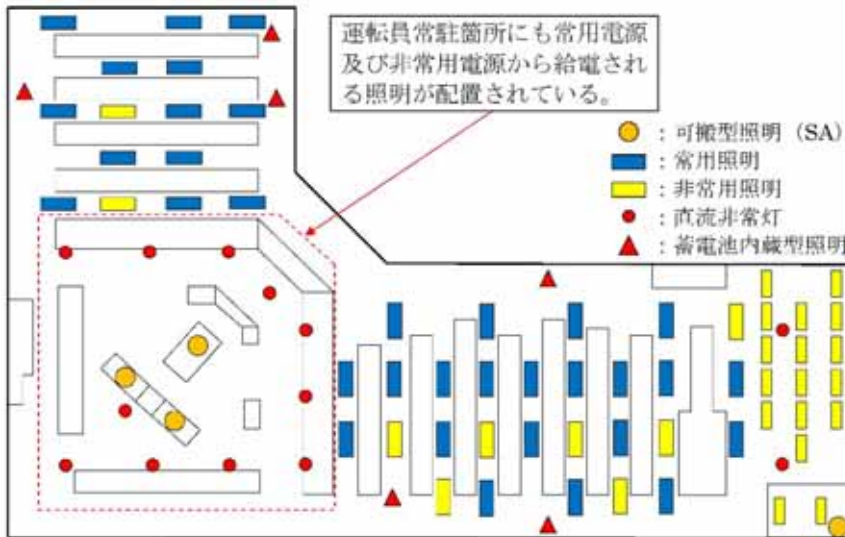 運転員常駐箇所にも常用電源
及び非常用電源から給電され
る照明が配置されている。
：可搬型照明（SA）
：常用照明
：非常用照明
：直流非常灯
：蓄電池内蔵型照明